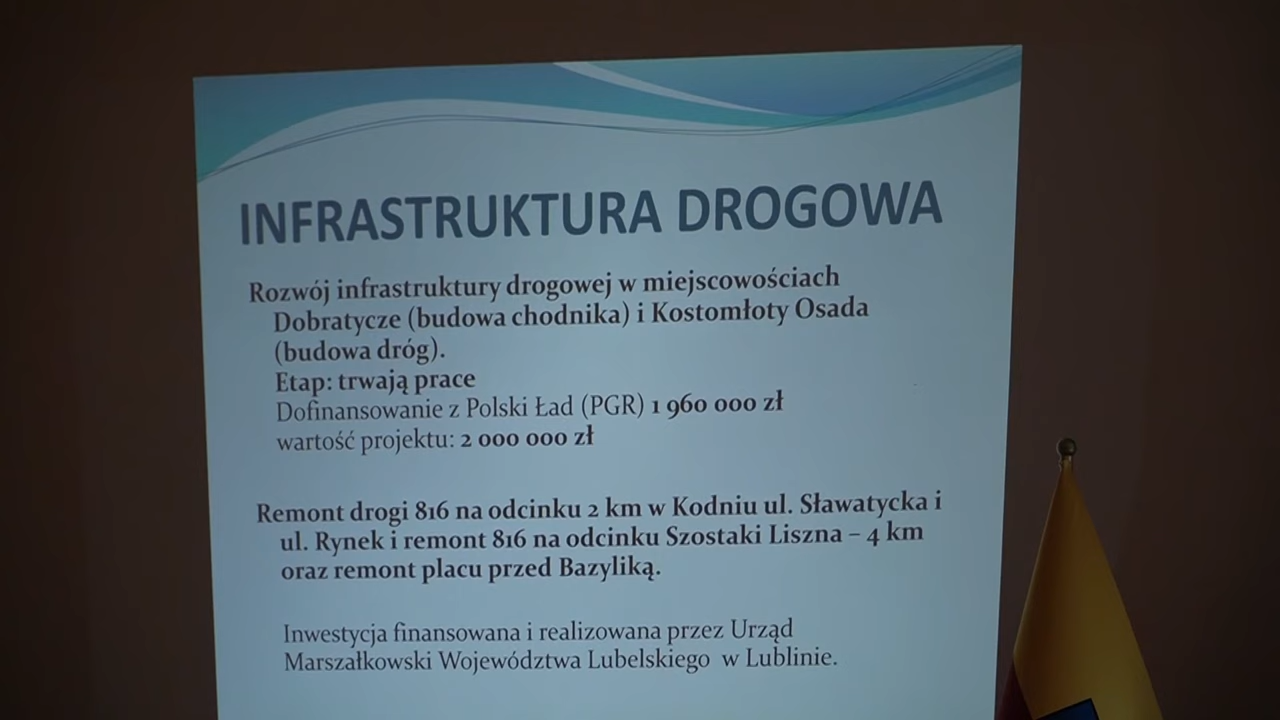 INFRASTRUKTURA DROGOWA
Rozwój infrastruktury drogowej w miejscowościach
Dobratycze (budowa chodnika) i Kostomłoty Osada
(budowa dróg).
Etap: trwają prace
Dofinansowanie z Polski Ład (PGR) 1 960 000 zł
wartość projektu: 2 000 000 zł
Remont drogi 816 na odcinku 2 km w Kodniu ul. Sławatycka i
ul. Rynek i remont 816 na odcinku Szostaki Liszna – 4 km
oraz remont placu przed Bazyliką.
Inwestycja finansowana i realizowana przez Urząd
Marszałkowski Województwa Lubelskiego w Lublinie.